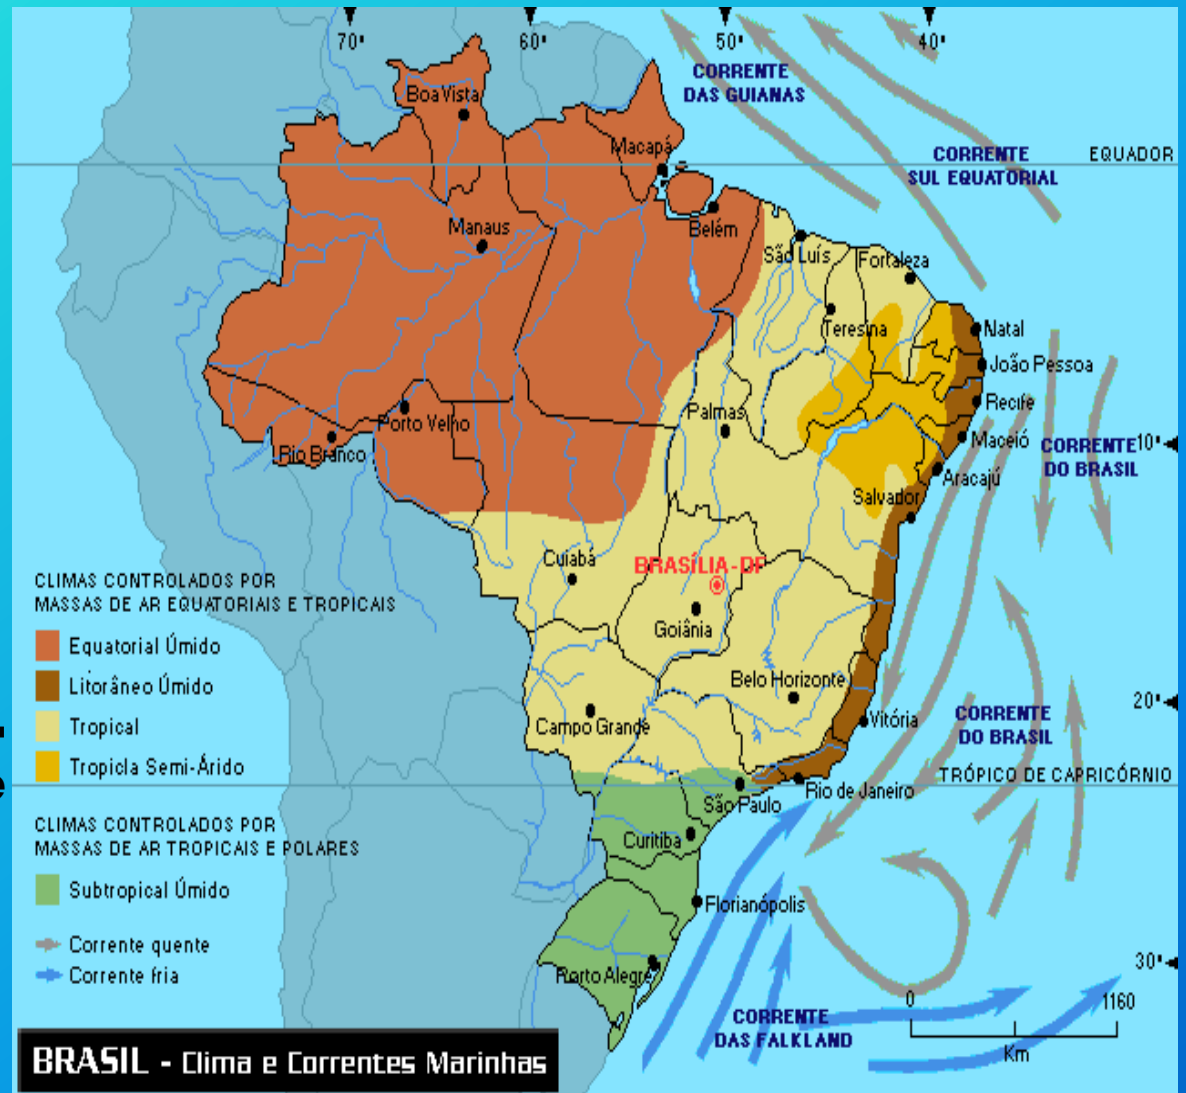 70°
60°
50°
40°
CORRENTE
DAS GUIANAS
Boa Vista
Macapá
CORRENTE
SUL EQUATORIAL
EQUADOR
Manaus
Belém
São Luís
Fortaleza
Teresina
Natal
João Pessoa
Recife
Palmas
Porto Velho
Rio Branco
Maceió
CORRENTE
DO BRASIL
10°
Aracajú
Salvador
Cuiabá
BRASÍLIA-DF
Goiânia
CLIMAS CONTROLADOS POR
MASSAS DE AR EQUATORIAIS E TROPICAIS
Equatorial Úmido
Litorâneo Úmido
Tropical
Tropicla Semi-Árido
Belo Horizonte
Campo Grande
Vitória
20°
CORRENTE
DO BRASIL
TRÓPICO DE CAPRICÓRNIO
Rio de Janeiro
São Paulo
Curitiba
CLIMAS CONTROLADOS POR
MASSAS DE AR TROPICAIS E POLARES
Subtropical Úmido
Corrente quente
Corrente fria
Florianópolis
Porto Alegre
30°
0
1160
Km
CORRENTE
DAS FALKLAND
BRASIL - Clima e Correntes Marinhas